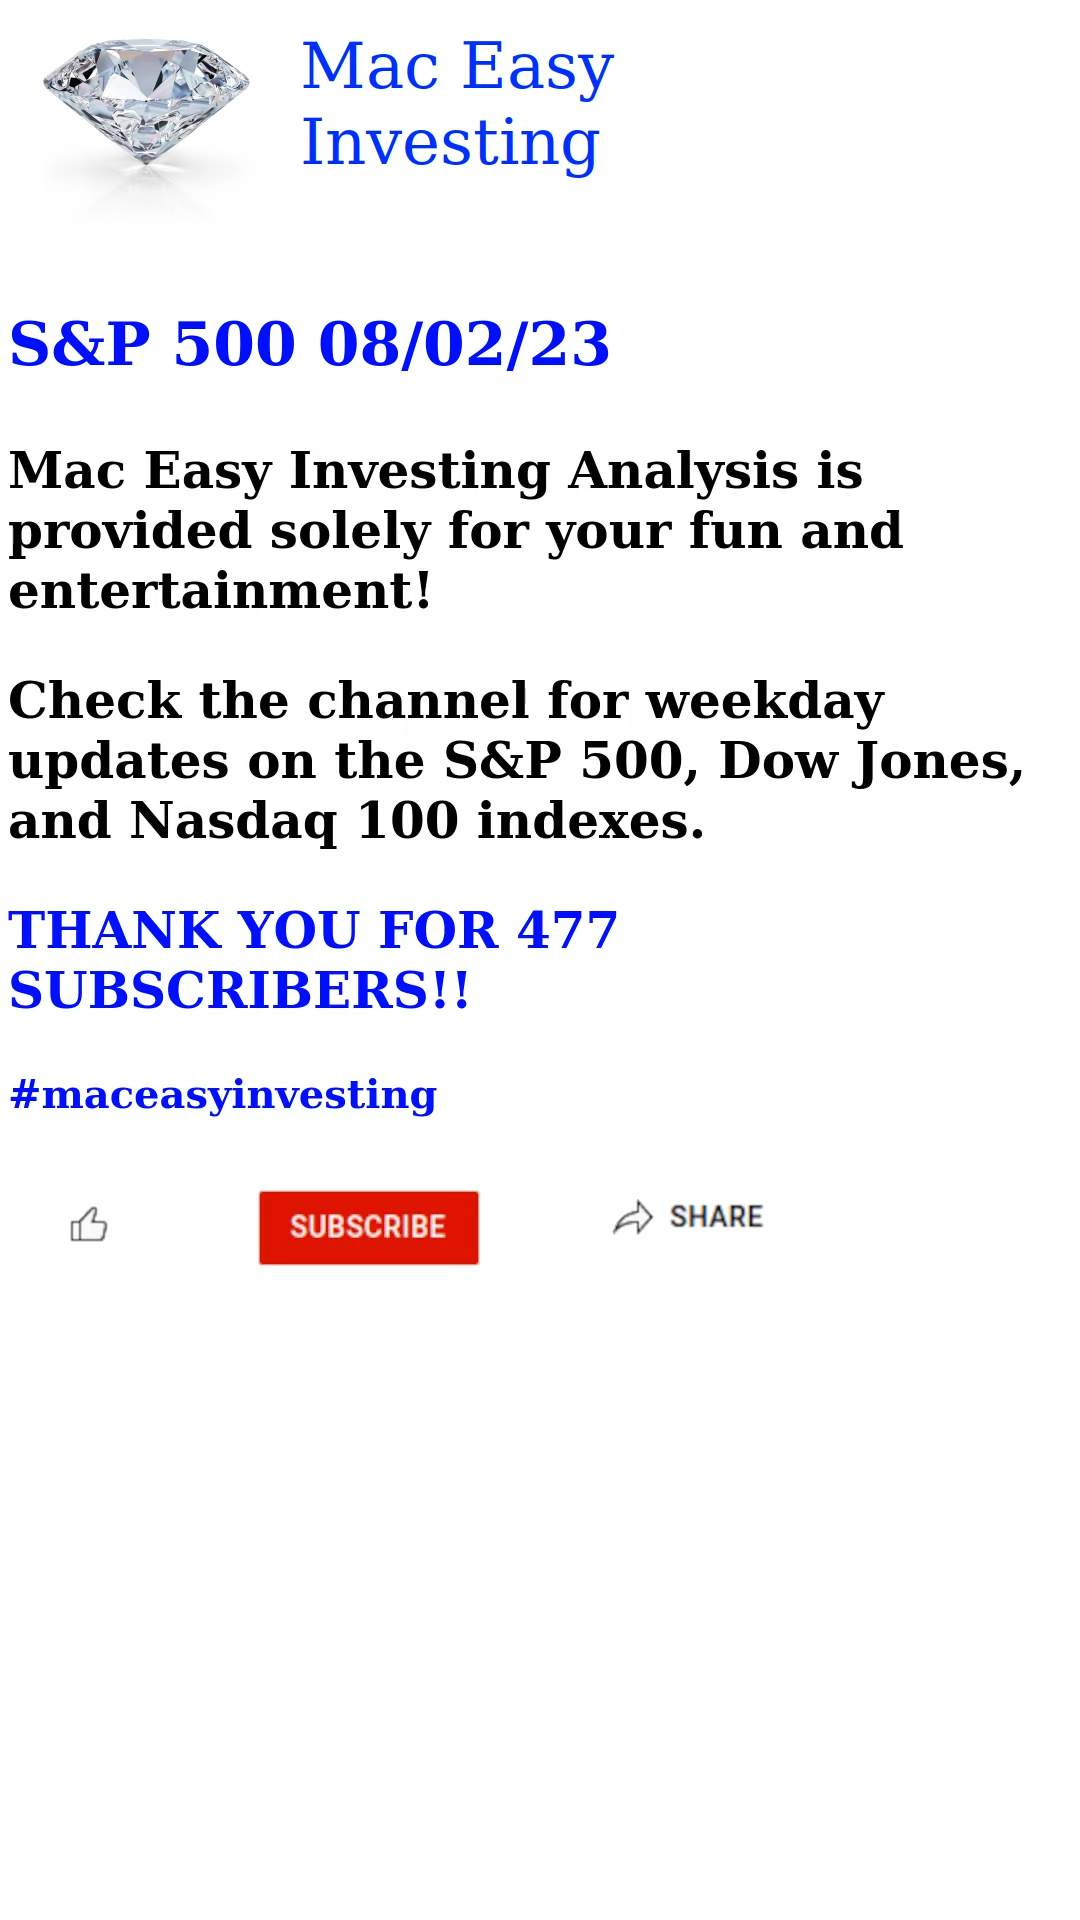 Mac Easy
Investing
S&P 500 08/02/23
Mac Easy Investing Analysis is
provided solely for your fun and
entertainment!
Check the channel for weekday
updates on the S&P 500, Dow Jones,
and Nasdaq 100 indexes.
THANK YOU FOR 477
SUBSCRIBERS!!
#maceasyinvesting
SUBSCRIBE SHARE